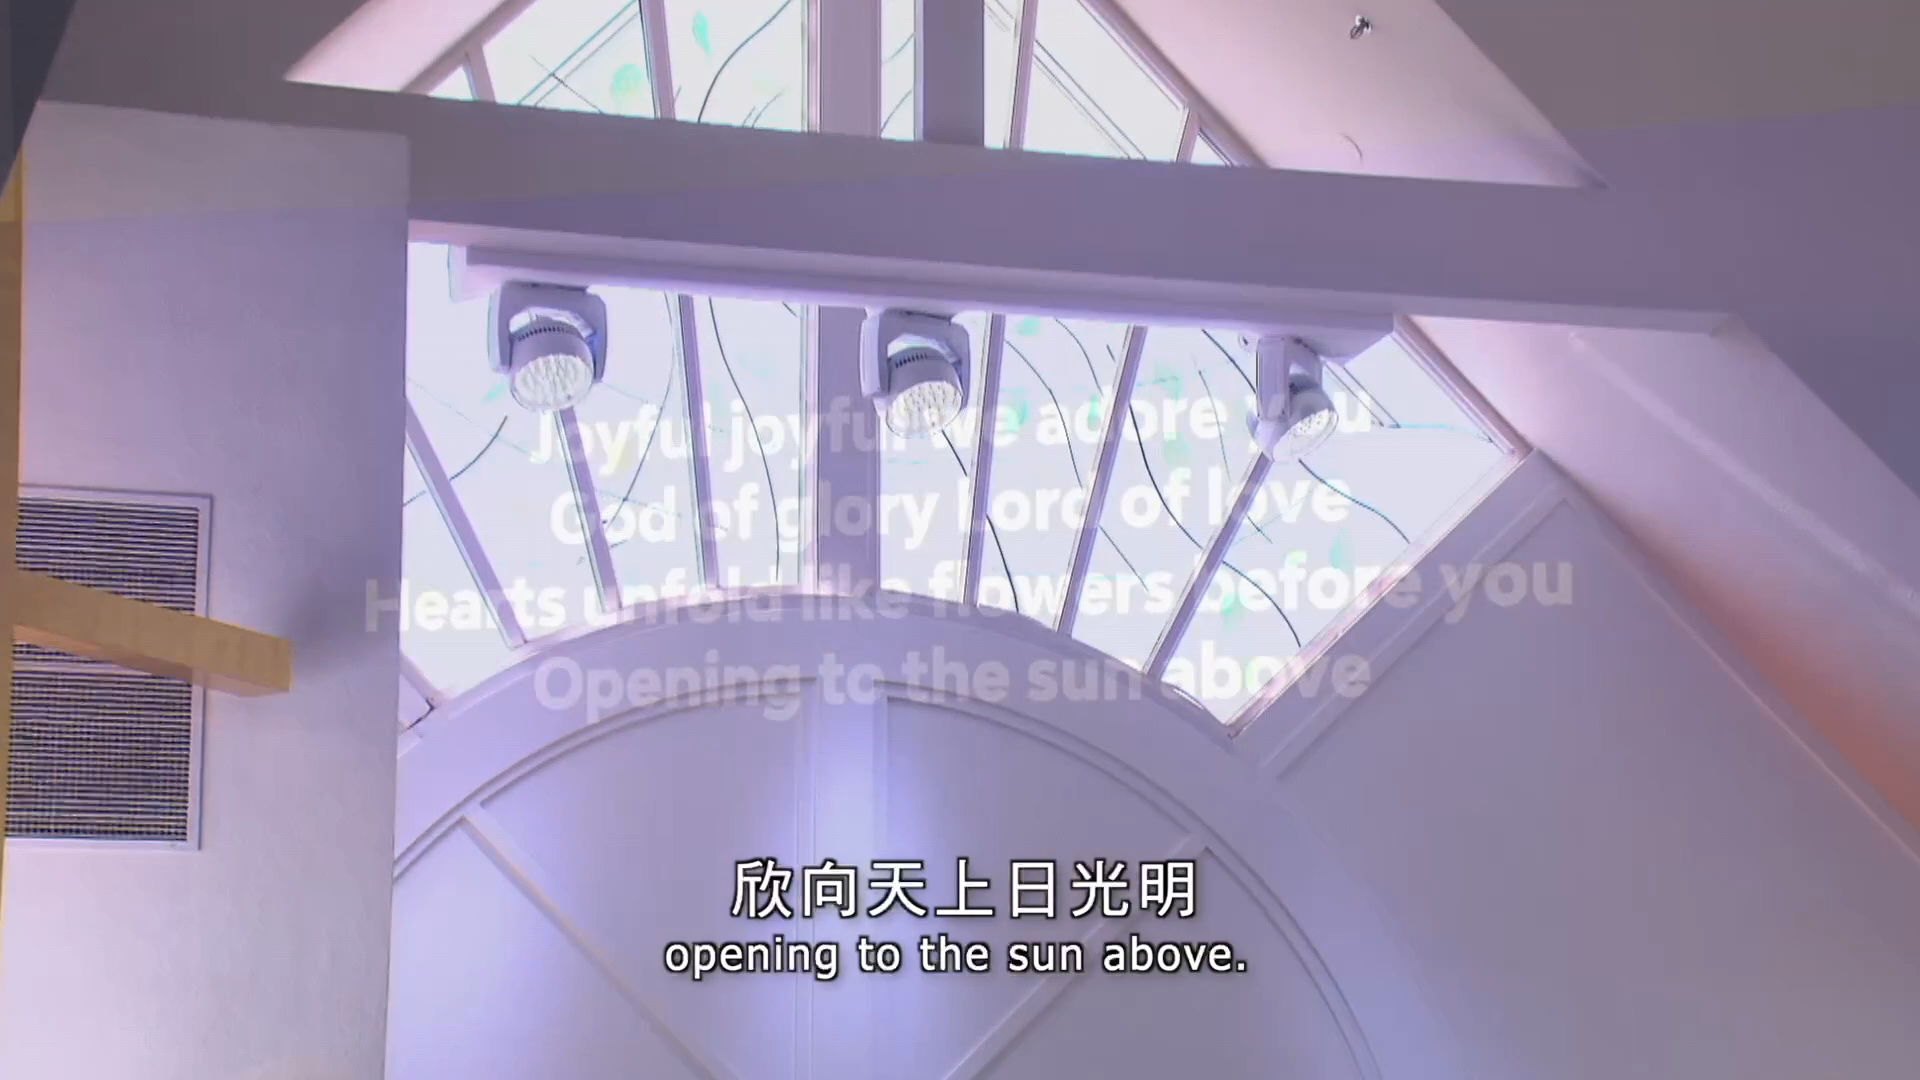 Joyful joyful we adore you
God of glory Lord of love
Hearts unfold like flowers before you
Opening to the sun above
欣向天上日光明
opening to the sun above.